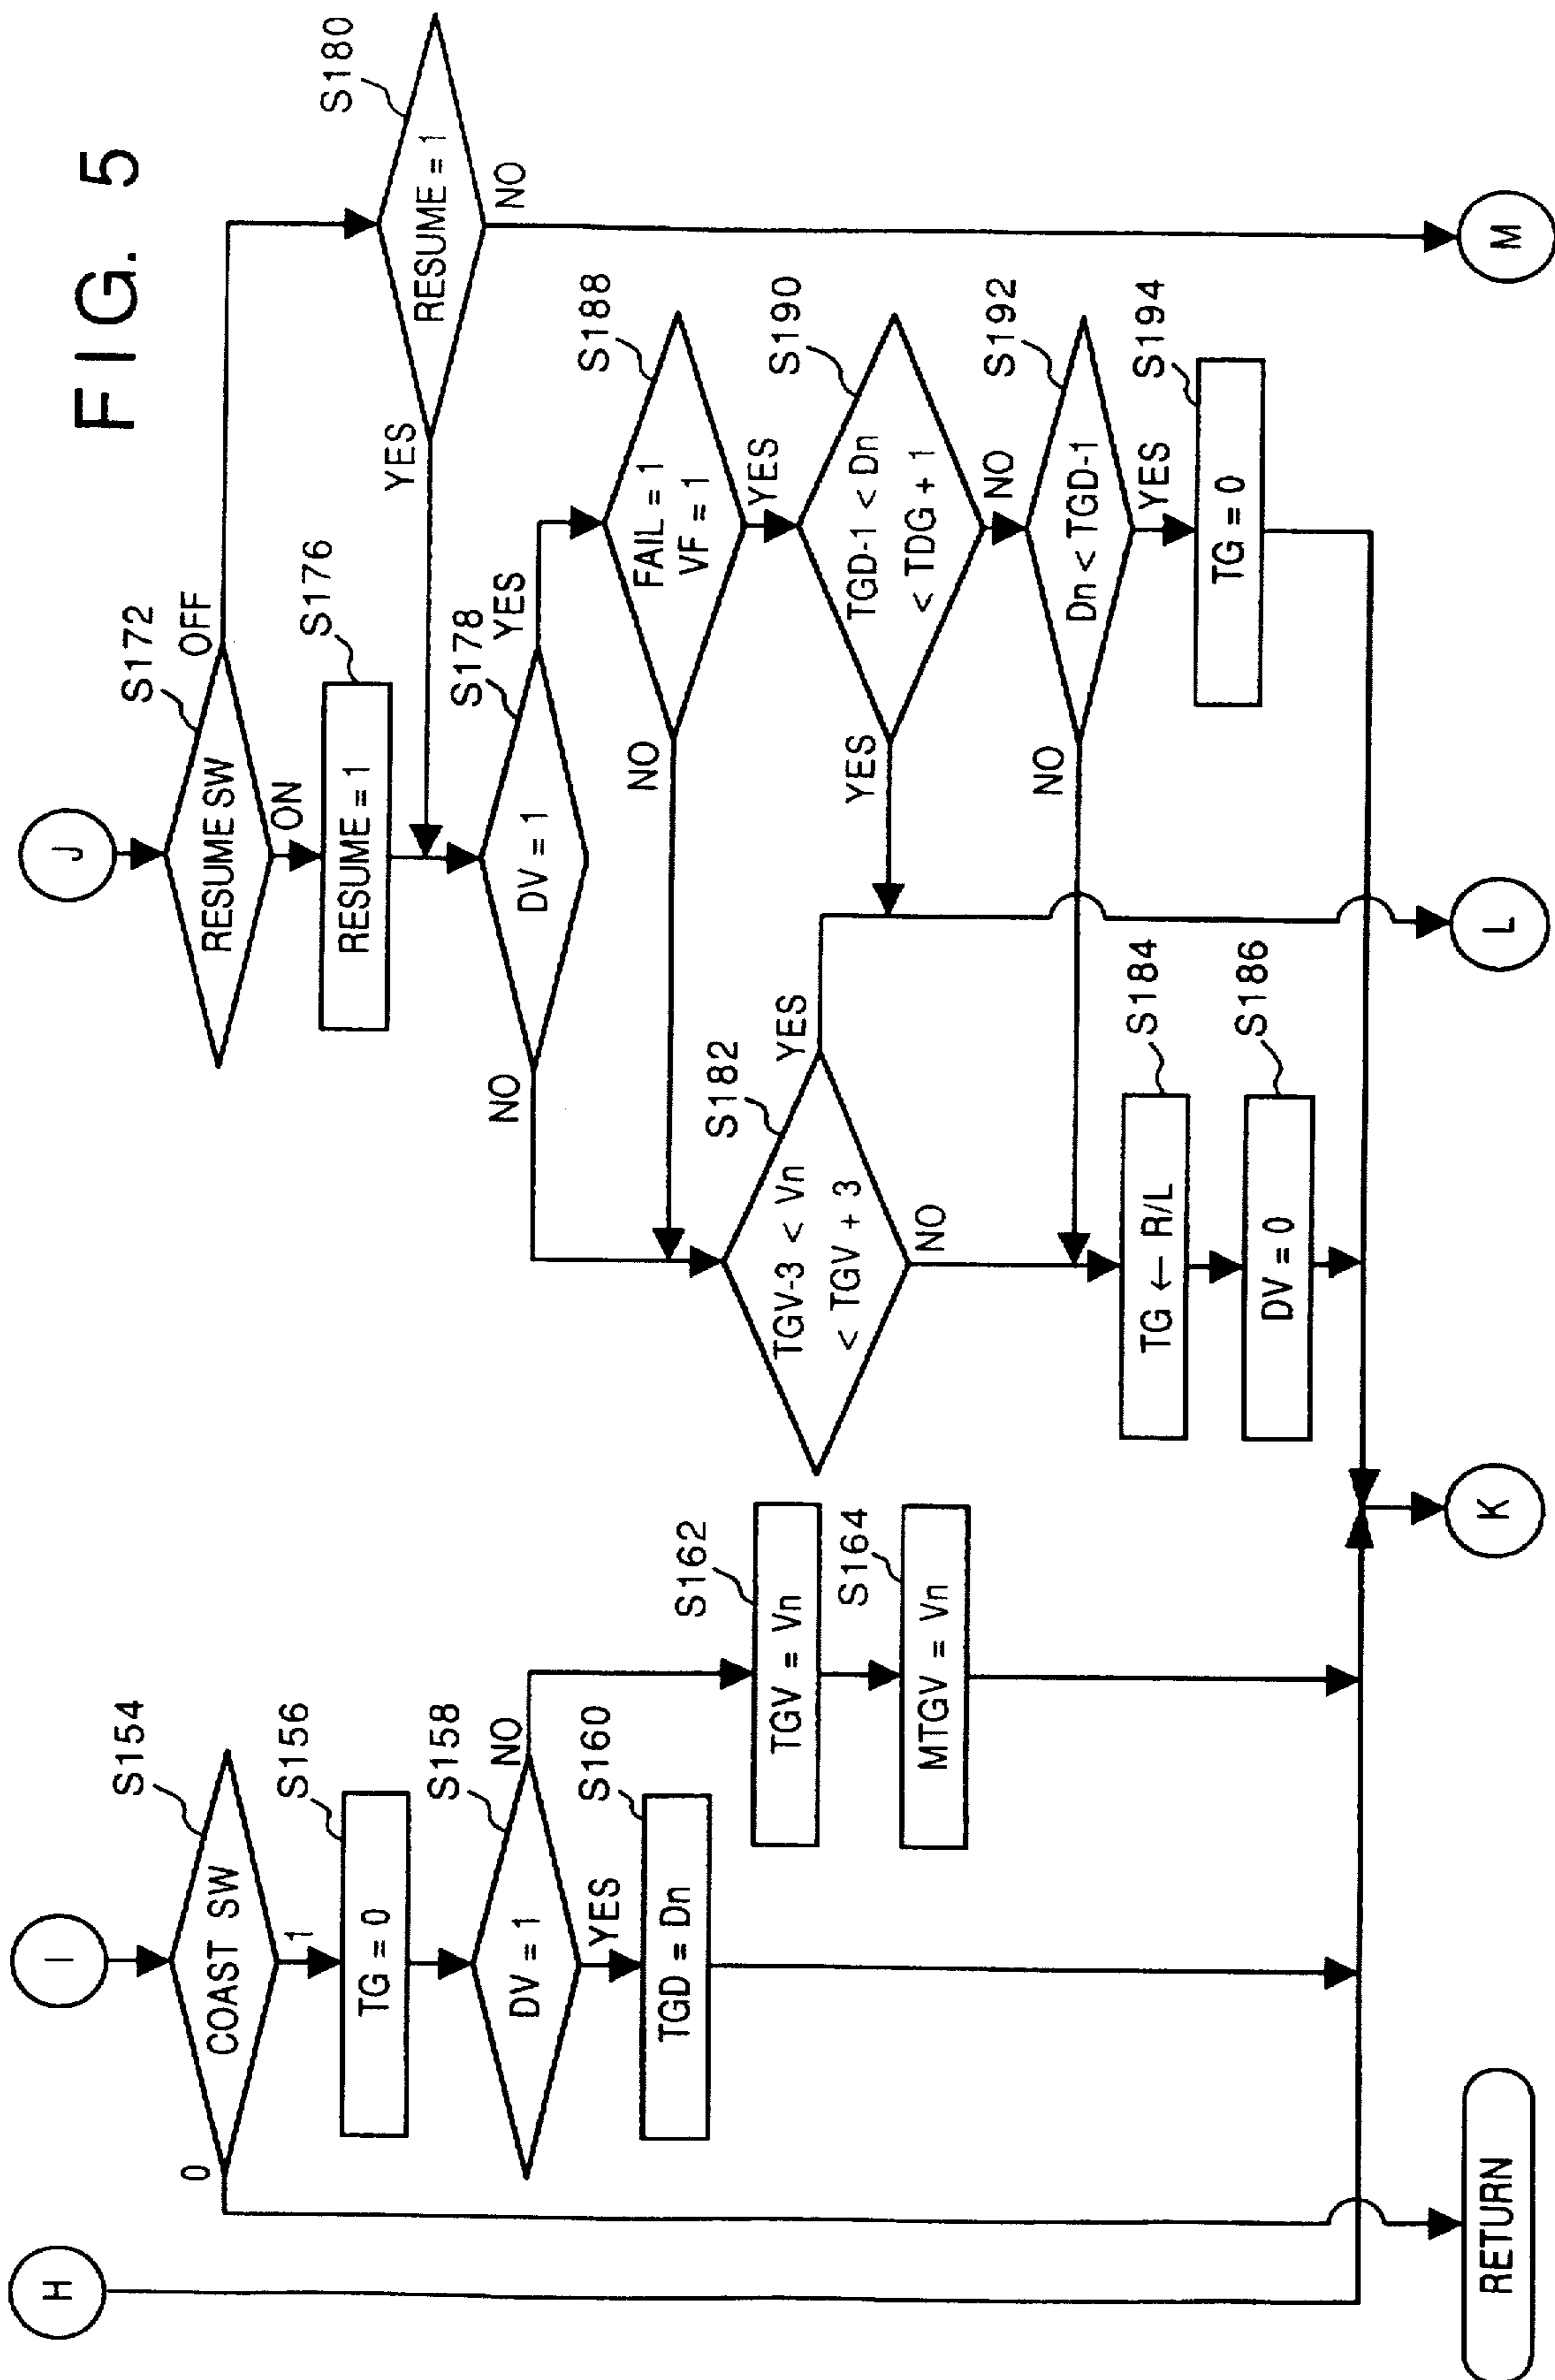 FIG. 5
H
I
COAST SW
S154
0
1
TG = 0
S156
DV = 1
S158
NO
YES
TGD = Dn
S160
TGV = Vn
S162
MTGV = Vn
S164
RETURN
K
J
RESUME SW
S172
OFF
ON
RESUME = 1
S176
RESUME = 1
S180
YES
NO
DV = 1
S178
NO
YES
FAIL = 1
VF = 1
S188
NO
YES
TGD-1 < Dn
< TDG + 1
S190
YES
NO
Dn < TGD-1
S192
NO
YES
TG = 0
S194
TGV-3 < Vn
< TGV + 3
S182
YES
NO
TG ← R/L
S184
DV = 0
S186
L
M